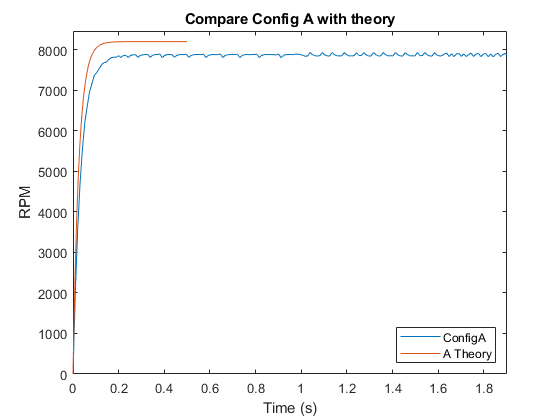 Compare Config A with theory
RPM
8000
7000
6000
5000
4000
3000
2000
1000
0
0 0.2 0.4 0.6 0.8 1 1.2 1.4 1.6 1.8
Time (s)
ConfigA
A Theory